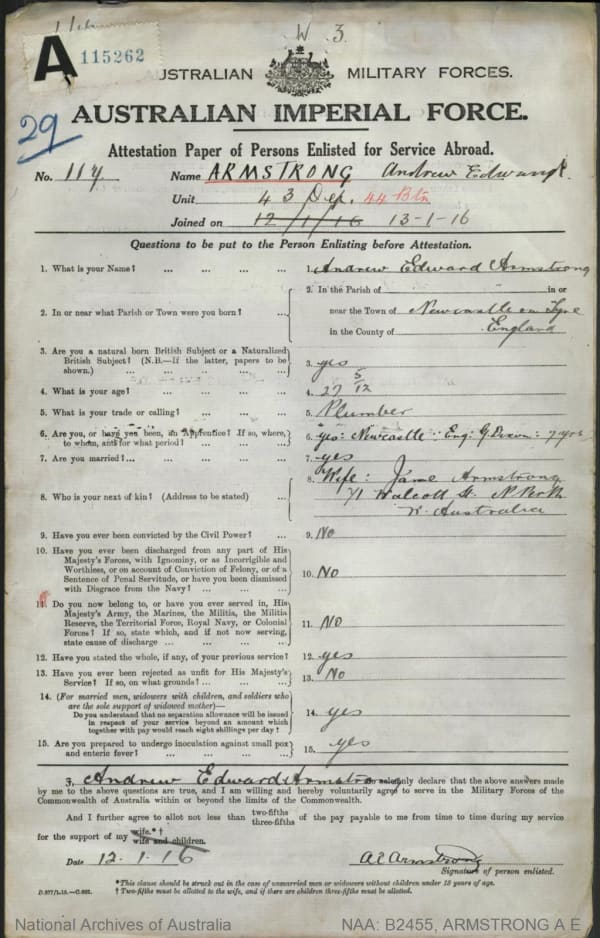 W 3.
A 115262
AUSTRALIAN MILITARY FORCES.
29
AUSTRALIAN IMPERIAL FORCE.
Attestation Paper of Persons Enlisted for Service Abroad.
No. 117 Name ARMSTRONG Andrew Edward
Unit 43 Dep. 44 Btn
Joined on 12/1/16 13-1-16
Questions to be put to the Person Enlisting before Attestation.
1. What is your Name? ... ... ... 1. Andrew Edward Armstrong
2. In or near what Parish or Town were you born? ... 2. In the Parish of in or
near the Town of Newcastle on Tyne
in the County of England
3. Are you a natural born British Subject or a Naturalized
British Subject? (N.B.—If the latter, papers to be
shown.) ... ... ... ... 3. yes
4. What is your age? ... ... ... 4. 27 5/12
5. What is your trade or calling? ... ... ... 5. Plumber
6. Are you, or have you been, an Apprentice? If so, where,
to whom, and for what period? ... ... 6. yes: Newcastle: Eng: G. Dixon: 7 yrs
7. Are you married? ... ... ... ... 7. yes
8. Who is your next of kin? (Address to be stated) ... 8. Wife: Jane Armstrong
71 Walcott St. N. Perth
W. Australia
9. Have you ever been convicted by the Civil Power? ... 9. No
10. Have you ever been discharged from any part of His
Majesty's Forces, with Ignominy, or as Incorrigible and
Worthless, or on account of Conviction of Felony, or of a
Sentence of Penal Servitude, or have you been dismissed
with Disgrace from the Navy? ... ... ... 10. No
11. Do you now belong to, or have you ever served in, His
Majesty's Army, the Marines, the Militia, the Militia
Reserve, the Territorial Force, Royal Navy, or Colonial
Forces? If so, state which, and if not now serving,
state cause of discharge ... ... ... 11. No
12. Have you stated the whole, if any, of your previous service? 12. yes
13. Have you ever been rejected as unfit for His Majesty's
Service? If so, on what grounds? ... ... 13. No
14. (For married men, widowers with children, and soldiers who
are the sole support of widowed mother)—
Do you understand that no separation allowance will be issued
in respect of your service beyond an amount which
together with pay would reach eight shillings per day? 14. yes
15. Are you prepared to undergo inoculation against small pox
and enteric fever? ... ... ... ... 15. yes
I, Andrew Edward Armstrong do solemnly declare that the above answers made
by me to the above questions are true, and I am willing and hereby voluntarily agree to serve in the Military Forces of the
Commonwealth of Australia within or beyond the limits of the Commonwealth.
And I further agree to allot not less than two-fifths three-fifths of the pay payable to me from time to time during my service
for the support of my wife.*† wife and children.
Date 12.1.16 A E Armstrong
Signature of person enlisted.
*This clause should be struck out in the case of unmarried men or widowers without children under 18 years of age.
† Two-fifths must be allotted to the wife, and if there are children three-fifths must be allotted.
National Archives of Australia NAA: B2455, ARMSTRONG A E